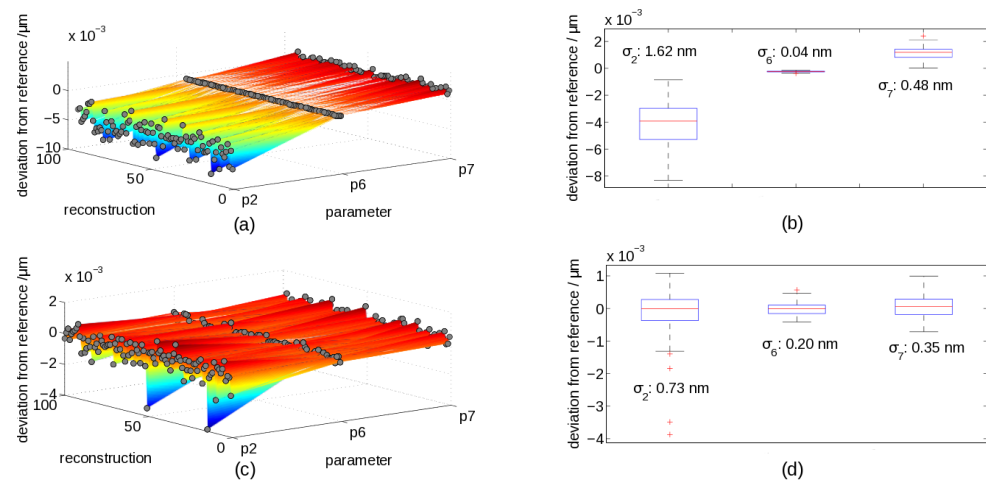 x 10⁻³
deviation from reference /µm
0
−5
−10
100
50
0
p2
p6
p7
reconstruction
parameter
(a)
x 10⁻³
deviation from reference / µm
2
0
−2
−4
−6
−8
σ2: 1.62 nm
σ6: 0.04 nm
σ7: 0.48 nm
(b)
x 10⁻³
deviation from reference /µm
2
0
−2
−4
100
50
0
p2
p6
p7
reconstruction
parameter
(c)
x 10⁻³
deviation from reference / µm
1
0
−1
−2
−3
−4
σ2: 0.73 nm
σ6: 0.20 nm
σ7: 0.35 nm
(d)